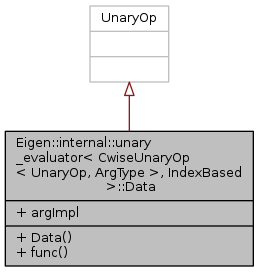 UnaryOp
Eigen::internal::unary
_evaluator< CwiseUnaryOp
< UnaryOp, ArgType >, IndexBased
>::Data
+ argImpl
+ Data()
+ func()